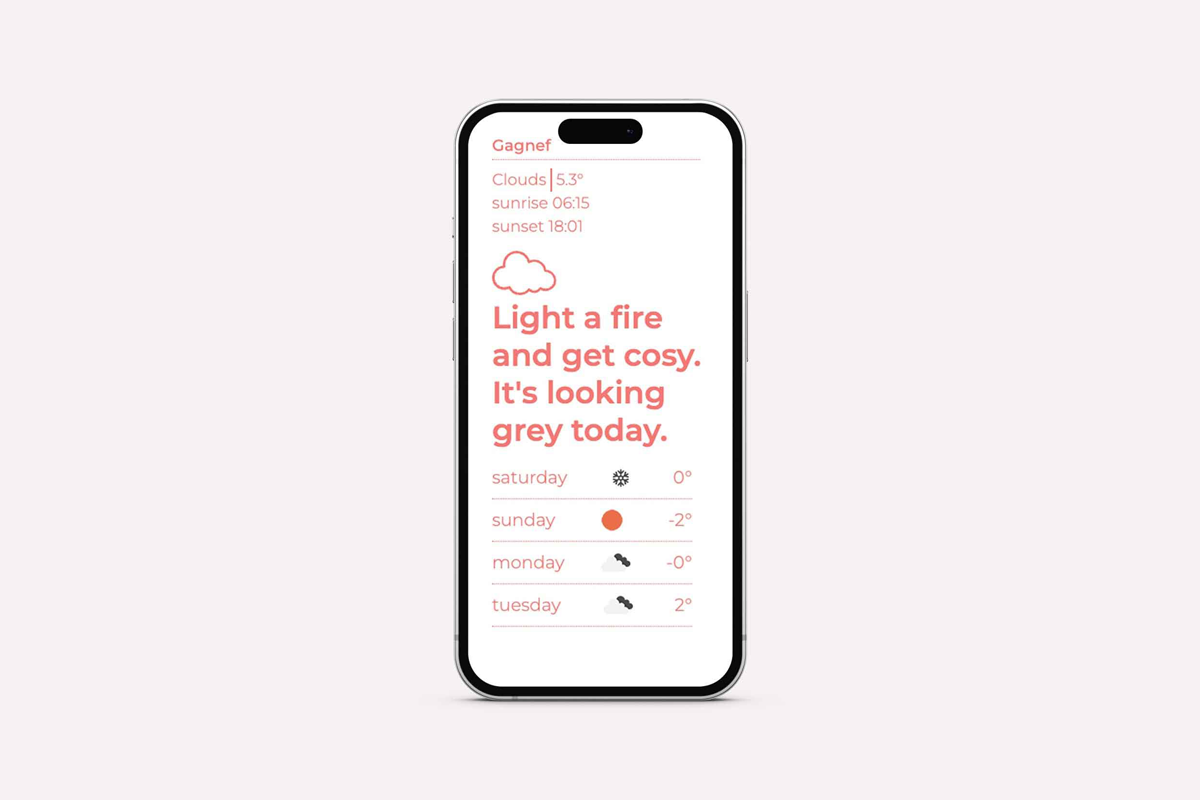 Gagnef
Clouds | 5.3°
sunrise 06:15
sunset 18:01
Light a fire
and get cosy.
It's looking
grey today.
saturday 0°
sunday -2°
monday -0°
tuesday 2°